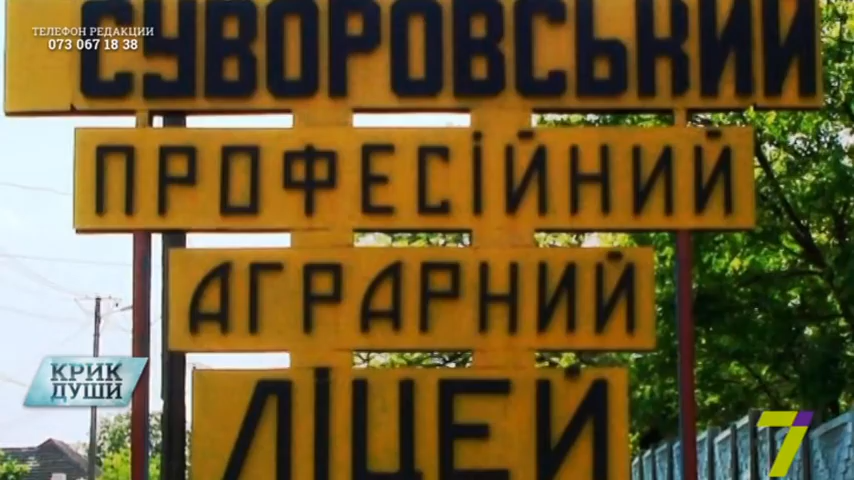 ТЕЛЕФОН РЕДАКЦИИ
073 067 18 38
СУВОРОВСЬКИЙ
ПРОФЕСІЙНИЙ
АГРАРНИЙ
ЛІЦЕЙ
КРИК
ДУШИ
7